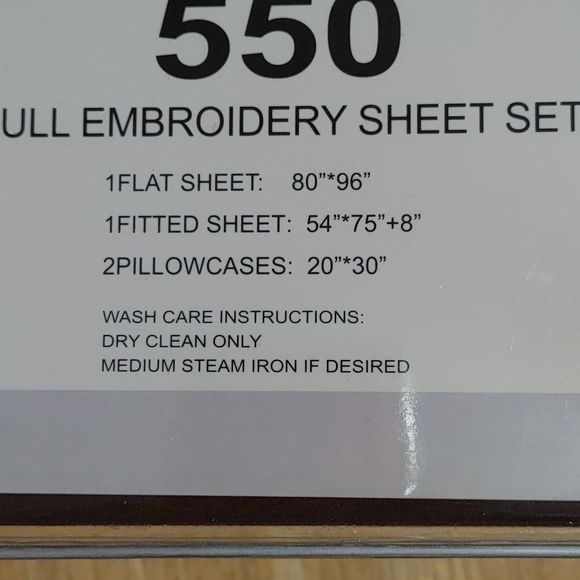 550
ULL EMBROIDERY SHEET SET
1FLAT SHEET: 80”*96”
1FITTED SHEET: 54”*75”+8”
2PILLOWCASES: 20”*30”
WASH CARE INSTRUCTIONS:
DRY CLEAN ONLY
MEDIUM STEAM IRON IF DESIRED